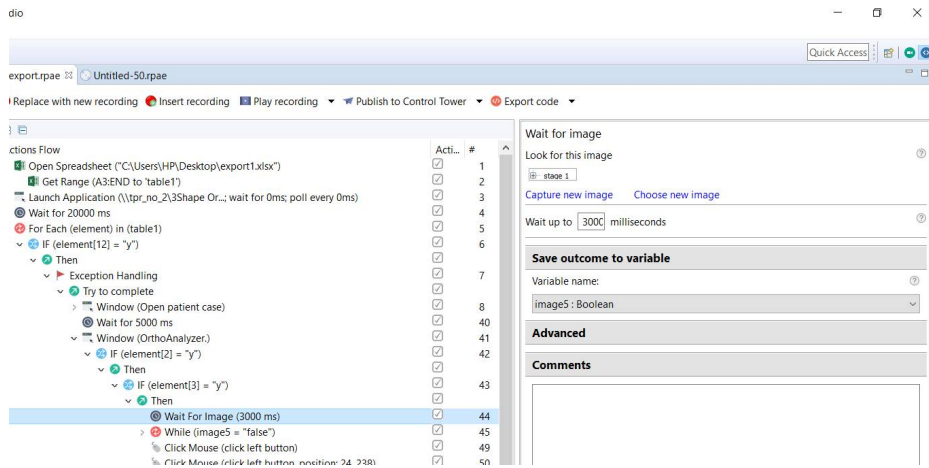 dio
Quick Access
export.rpae Untitled-50.rpae
Replace with new recording Insert recording Play recording Publish to Control Tower Export code
ctions Flow Acti... #
Open Spreadsheet ("C:\Users\HP\Desktop\export1.xlsx") 1
Get Range (A3:END to 'table1') 2
Launch Application (\\tpr_no_2\3Shape Or...; wait for 0ms; poll every 0ms) 3
Wait for 20000 ms 4
For Each (element) in (table1) 5
IF (element[12] = "y") 6
Then
Exception Handling 7
Try to complete
Window (Open patient case) 8
Wait for 5000 ms 40
Window (OrthoAnalyzer.) 41
IF (element[2] = "y") 42
Then
IF (element[3] = "y") 43
Then
Wait For Image (3000 ms) 44
While (image5 = "false") 45
Click Mouse (click left button) 49
Click Mouse (click left button, position: 24, 238) 50
Wait for image
Look for this image
stage 1
Capture new image Choose new image
Wait up to 3000 milliseconds
Save outcome to variable
Variable name:
image5 : Boolean
Advanced
Comments